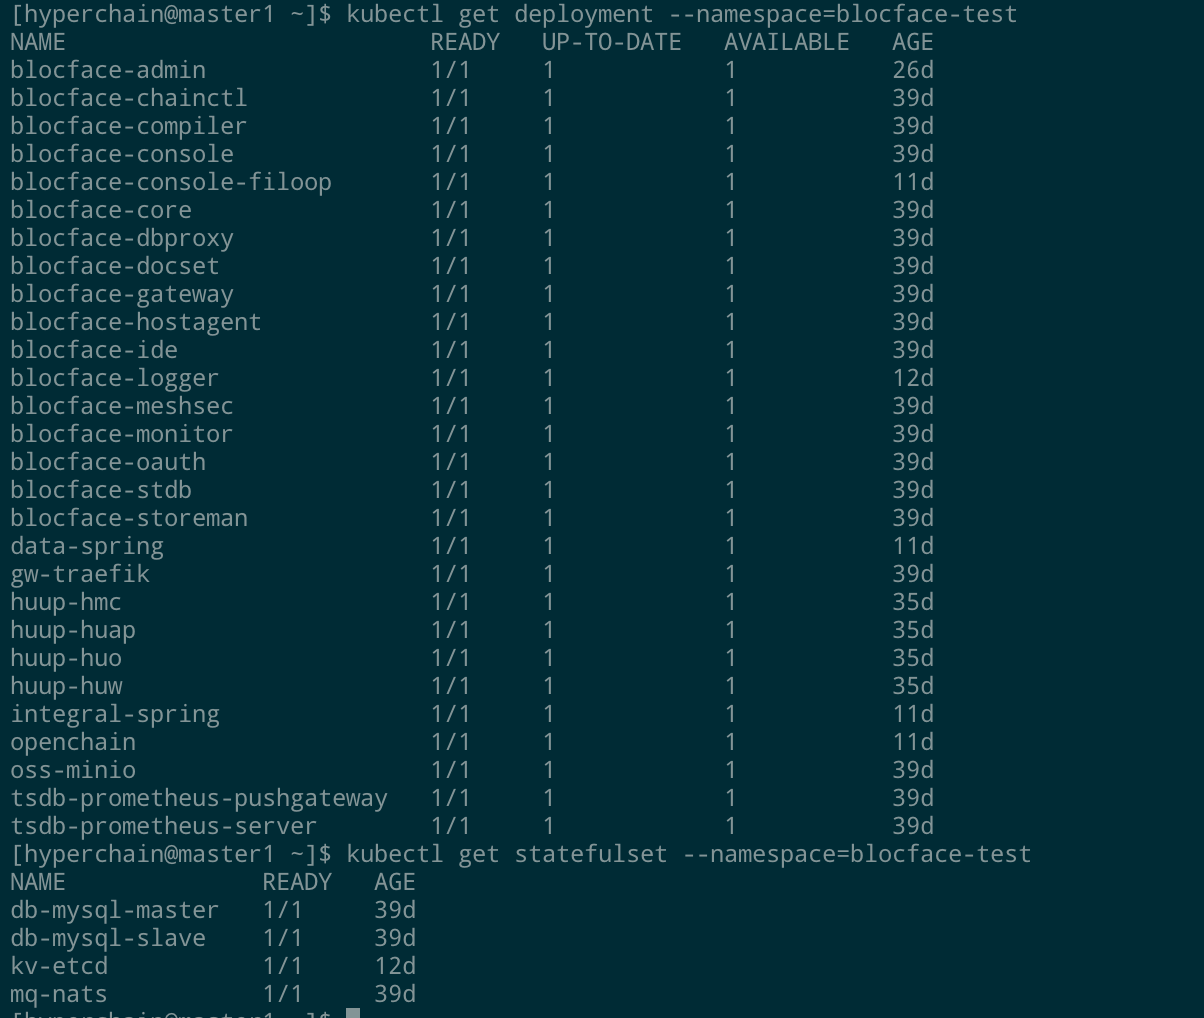 [hyperchain@master1 ~]$ kubectl get deployment --namespace=blocface-test
NAME READY UP-TO-DATE AVAILABLE AGE
blocface-admin 1/1 1 1 26d
blocface-chainctl 1/1 1 1 39d
blocface-compiler 1/1 1 1 39d
blocface-console 1/1 1 1 39d
blocface-console-filoop 1/1 1 1 11d
blocface-core 1/1 1 1 39d
blocface-dbproxy 1/1 1 1 39d
blocface-docset 1/1 1 1 39d
blocface-gateway 1/1 1 1 39d
blocface-hostagent 1/1 1 1 39d
blocface-ide 1/1 1 1 39d
blocface-logger 1/1 1 1 12d
blocface-meshsec 1/1 1 1 39d
blocface-monitor 1/1 1 1 39d
blocface-oauth 1/1 1 1 39d
blocface-stdb 1/1 1 1 39d
blocface-storeman 1/1 1 1 39d
data-spring 1/1 1 1 11d
gw-traefik 1/1 1 1 39d
huup-hmc 1/1 1 1 35d
huup-huap 1/1 1 1 35d
huup-huo 1/1 1 1 35d
huup-huw 1/1 1 1 35d
integral-spring 1/1 1 1 11d
openchain 1/1 1 1 11d
oss-minio 1/1 1 1 39d
tsdb-prometheus-pushgateway 1/1 1 1 39d
tsdb-prometheus-server 1/1 1 1 39d
[hyperchain@master1 ~]$ kubectl get statefulset --namespace=blocface-test
NAME READY AGE
db-mysql-master 1/1 39d
db-mysql-slave 1/1 39d
kv-etcd 1/1 12d
mq-nats 1/1 39d
[hyperchain@master1 ~]$